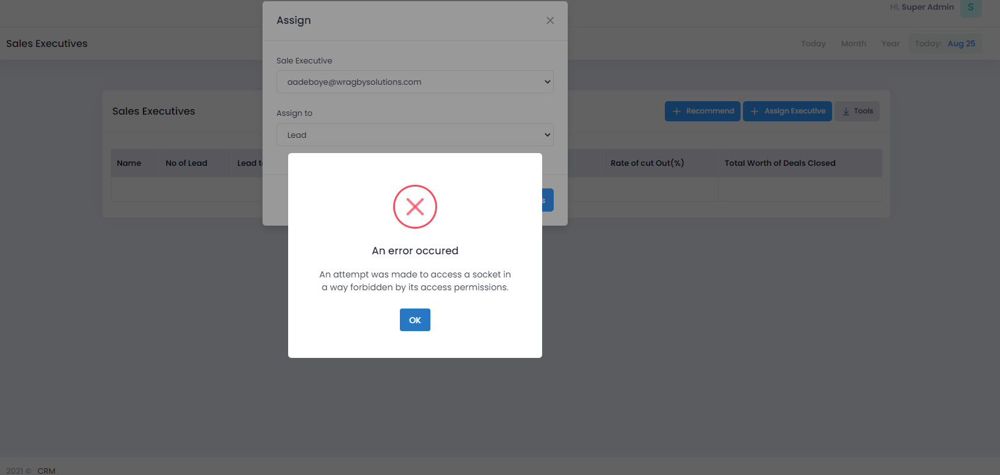 Hi, Super Admin
S
Assign
Sales Executives
Today Month Year Today: Aug 25
Sale Executive
aadeboye@wragbysolutions.com
Assign to
Lead
Sales Executives
Recommend
Assign Executive
Tools
Name No of Lead Lead Rate of cut Out(%) Total Worth of Deals Closed
An error occured
An attempt was made to access a socket in
a way forbidden by its access permissions.
OK
2021 © CRM